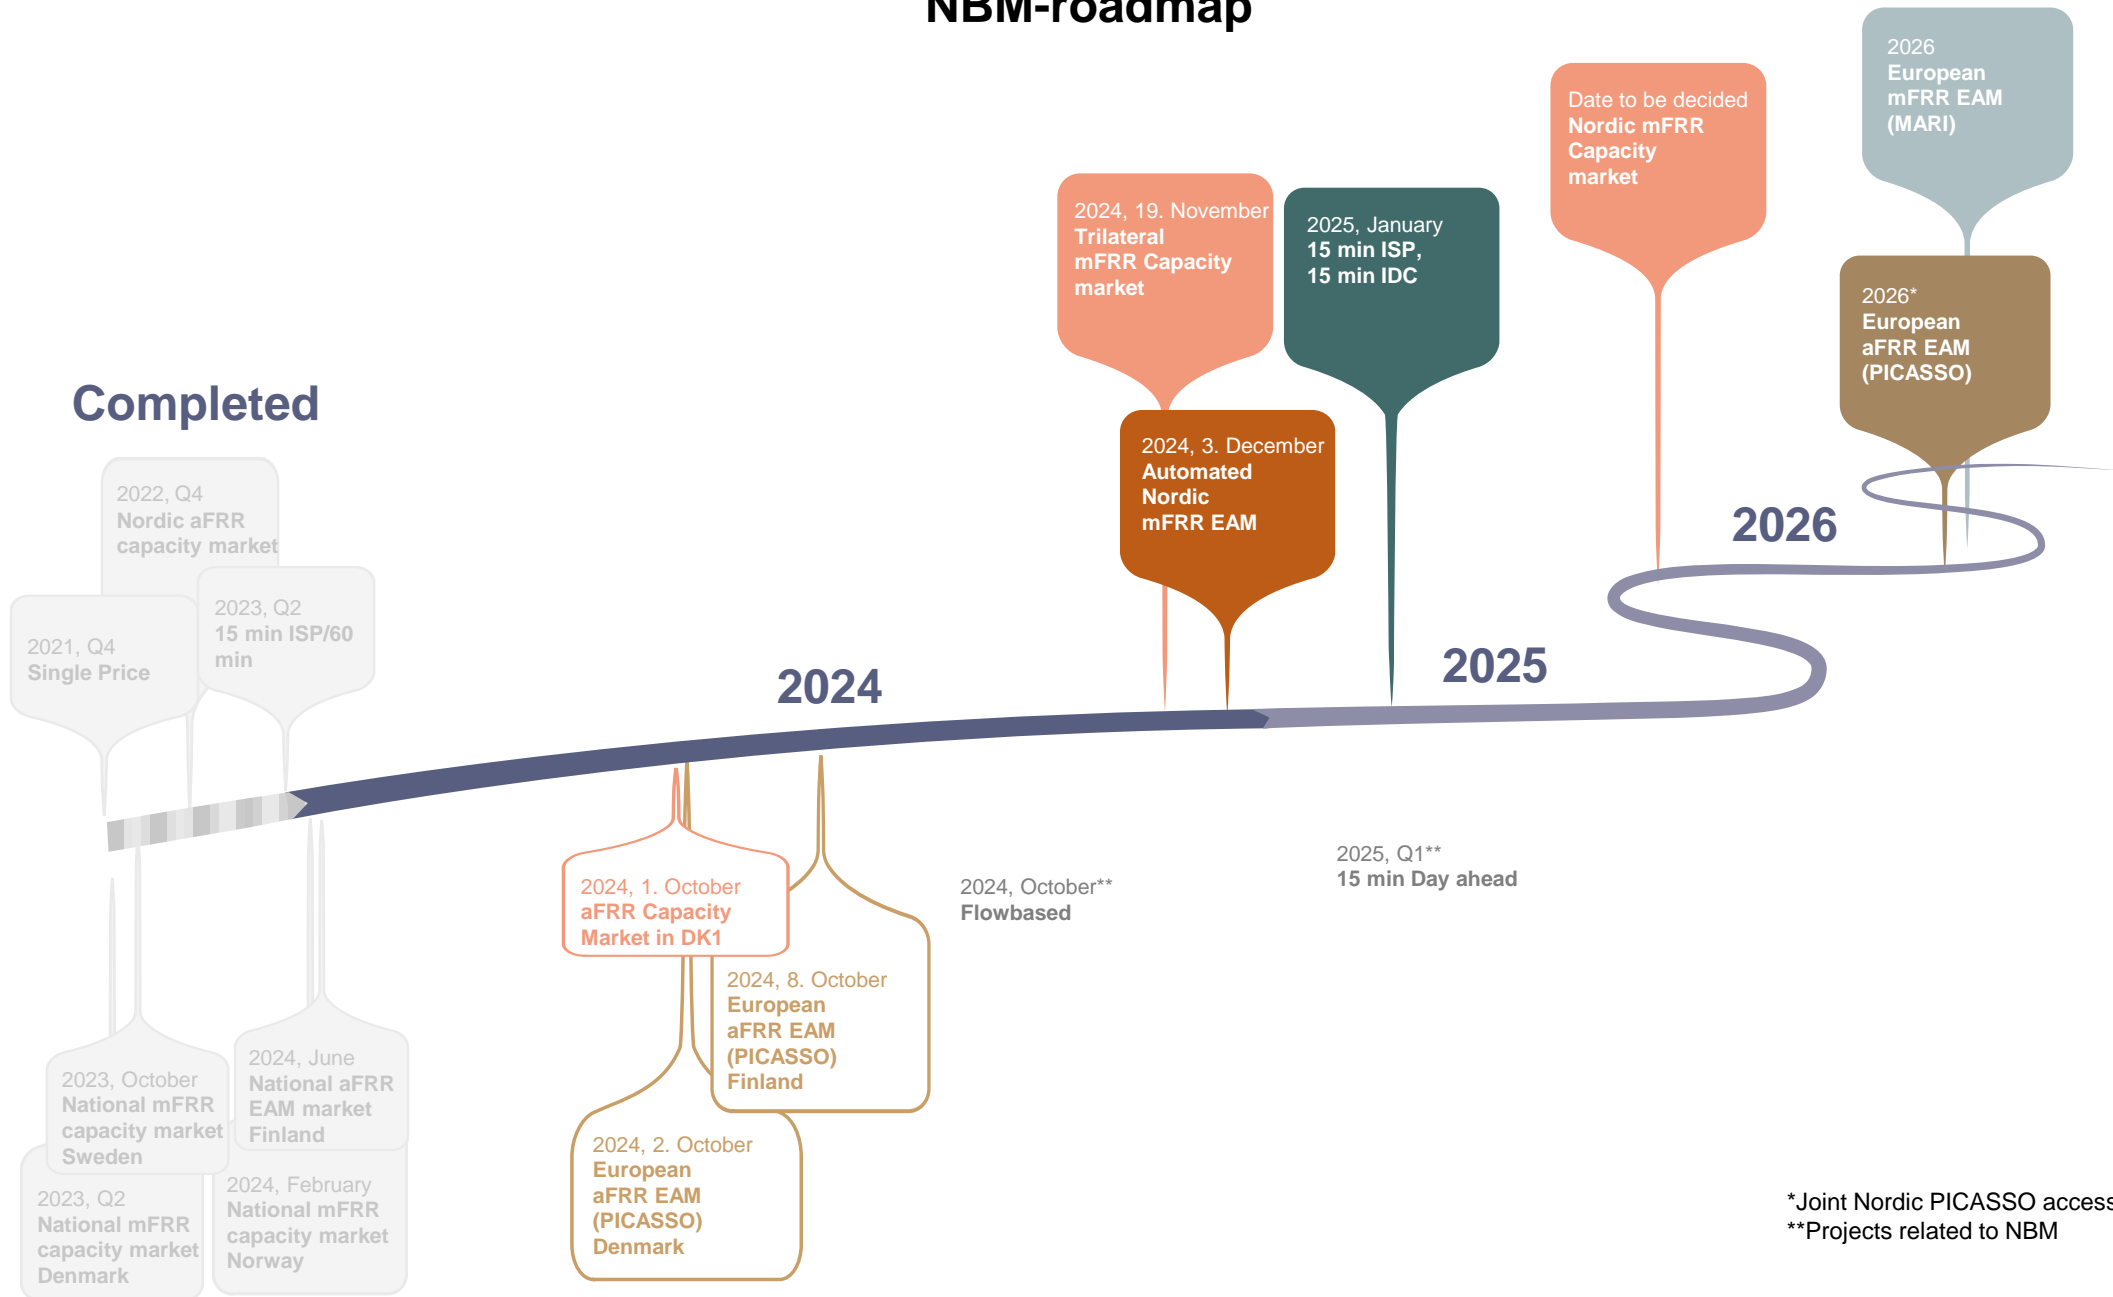 NBM-roadmap
2026
European
mFRR EAM
(MARI)
Date to be decided
Nordic mFRR
Capacity
market
2024, 19. November
Trilateral
mFRR Capacity
market
2025, January
15 min ISP,
15 min IDC
2026*
European
aFRR EAM
(PICASSO)
Completed
2024, 3. December
Automated
Nordic
mFRR EAM
2022, Q4
Nordic aFRR
capacity market
2026
2023, Q2
15 min ISP/60
min
2021, Q4
Single Price
2024
2025
2024, 1. October
aFRR Capacity
Market in DK1
2024, October**
Flowbased
2025, Q1**
15 min Day ahead
2024, 8. October
European
aFRR EAM
(PICASSO)
Finland
2023, October
National mFRR
capacity market
Sweden
2024, June
National aFRR
EAM market
Finland
2024, 2. October
European
aFRR EAM
(PICASSO)
Denmark
2023, Q2
National mFRR
capacity market
Denmark
2024, February
National mFRR
capacity market
Norway
*Joint Nordic PICASSO access
**Projects related to NBM